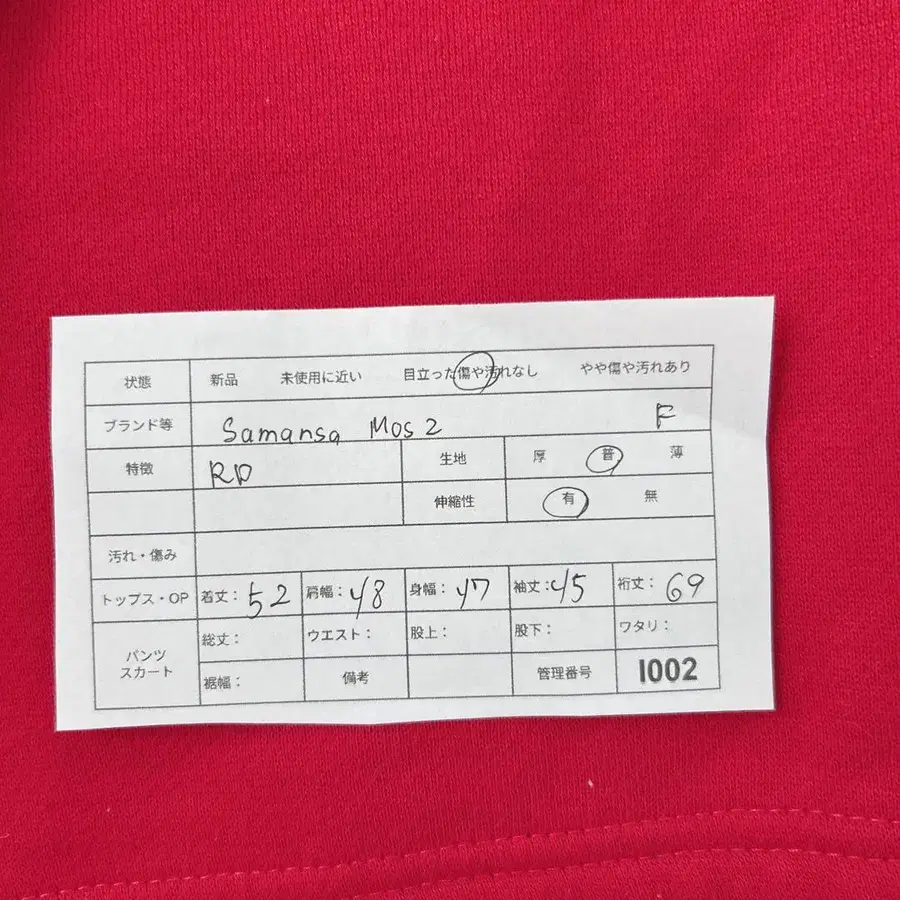 状態 新品 未使用に近い 目立った傷や汚れなし やや傷や汚れあり
ブランド等 Samansa Mos2 F
特徴 RD 生地 厚 普 薄
伸縮性 有 無
汚れ・傷み
トップス・OP 着丈：52 肩幅：48 身幅：47 袖丈：45 裄丈：69
パンツ スカート 総丈： ウエスト： 股上： 股下： ワタリ：
裾幅： 備考 管理番号 1002